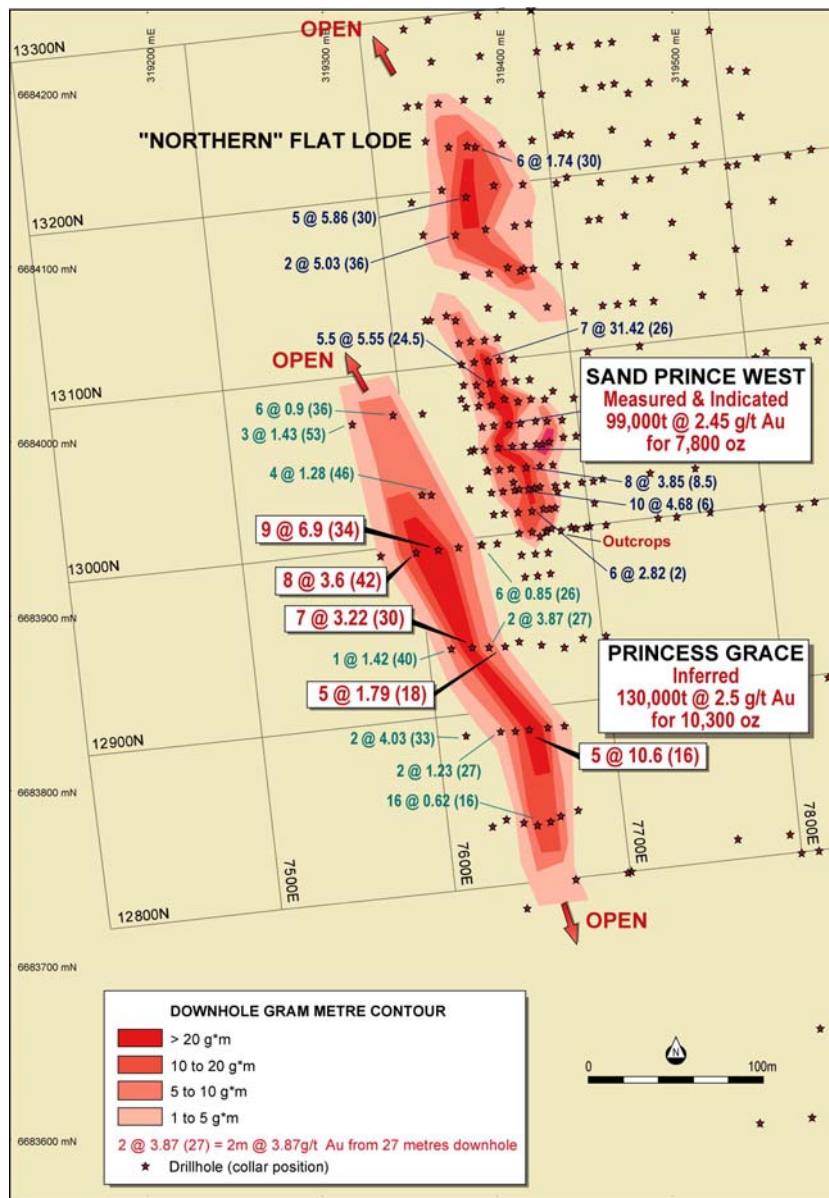 OPEN
13300N
319200 mE
319300 mE
319400 mE
319500 mE
6684200 mN
"NORTHERN" FLAT LODE
6 @ 1.74 (30)
5 @ 5.86 (30)
13200N
2 @ 5.03 (36)
6684100 mN
7 @ 31.42 (26)
5.5 @ 5.55 (24.5)
OPEN
SAND PRINCE WEST
Measured & Indicated
99,000t @ 2.45 g/t Au
for 7,800 oz
13100N
6 @ 0.9 (36)
3 @ 1.43 (53)
6684000 mN
8 @ 3.85 (8.5)
4 @ 1.28 (46)
10 @ 4.68 (6)
9 @ 6.9 (34)
Outcrops
13000N
8 @ 3.6 (42)
6 @ 2.82 (2)
6 @ 0.85 (26)
6683900 mN
7 @ 3.22 (30)
2 @ 3.87 (27)
PRINCESS GRACE
Inferred
130,000t @ 2.5 g/t Au
for 10,300 oz
1 @ 1.42 (40)
5 @ 1.79 (18)
12900N
2 @ 4.03 (33)
5 @ 10.6 (16)
2 @ 1.23 (27)
6683800 mN
16 @ 0.62 (16)
7500E
7600E
7700E
7800E
12800N
OPEN
6683700 mN
DOWNHOLE GRAM METRE CONTOUR
> 20 g*m
10 to 20 g*m
5 to 10 g*m
1 to 5 g*m
2 @ 3.87 (27) = 2m @ 3.87g/t Au from 27 metres downhole
Drillhole (collar position)
N
0
100m
6683600 mN